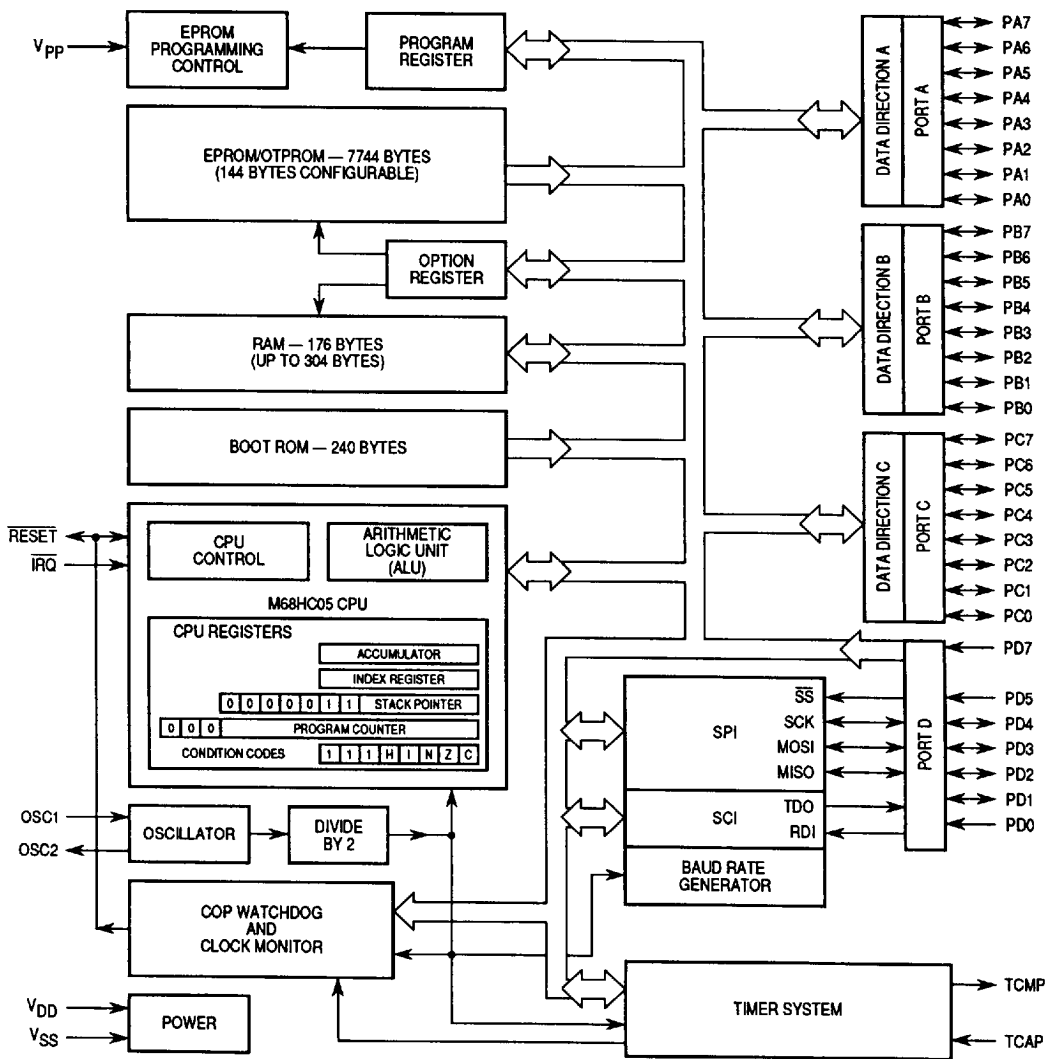 VPP
EPROM
PROGRAMMING
CONTROL
PROGRAM
REGISTER
EPROM/OTPROM — 7744 BYTES
(144 BYTES CONFIGURABLE)
OPTION
REGISTER
RAM — 176 BYTES
(UP TO 304 BYTES)
BOOT ROM — 240 BYTES
RESET
IRQ
CPU
CONTROL
ARITHMETIC
LOGIC UNIT
(ALU)
M68HC05 CPU
CPU REGISTERS
ACCUMULATOR
INDEX REGISTER
0 0 0 0 0 1 1 STACK POINTER
0 0 0 PROGRAM COUNTER
CONDITION CODES 1 1 1 H I N Z C
OSC1
OSC2
OSCILLATOR
DIVIDE
BY 2
COP WATCHDOG
AND
CLOCK MONITOR
VDD
VSS
POWER
DATA DIRECTION A
PORT A
PA7
PA6
PA5
PA4
PA3
PA2
PA1
PA0
DATA DIRECTION B
PORT B
PB7
PB6
PB5
PB4
PB3
PB2
PB1
PB0
DATA DIRECTION C
PORT C
PC7
PC6
PC5
PC4
PC3
PC2
PC1
PC0
SPI
SS
SCK
MOSI
MISO
SCI
TDO
RDI
BAUD RATE
GENERATOR
PORT D
PD7
PD5
PD4
PD3
PD2
PD1
PD0
TIMER SYSTEM
TCMP
TCAP